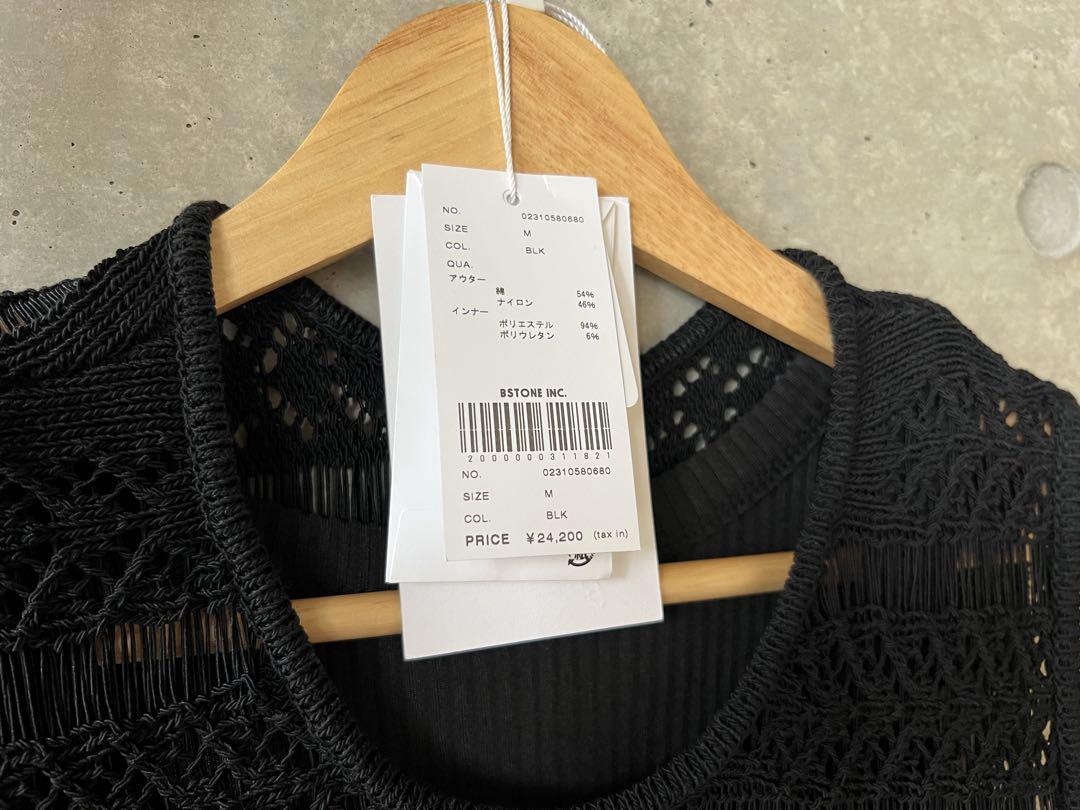 NO. 02310580680
SIZE M
COL. BLK
QUA.
アウター
綿 54%
ナイロン 46%
インナー
ポリエステル 94%
ポリウレタン 6%
BSTONE INC.
2000000311821
NO. 02310580680
SIZE M
COL. BLK
PRICE ¥24,200 (tax in)